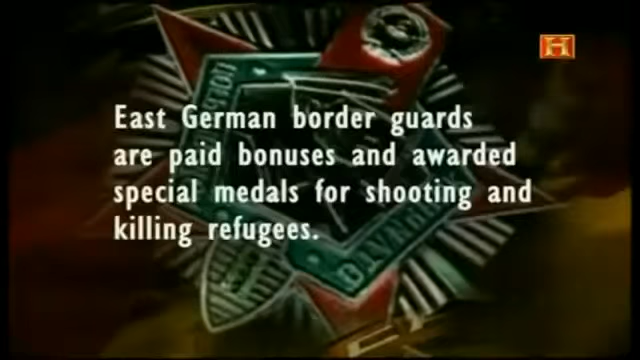 H
East German border guards
are paid bonuses and awarded
special medals for shooting and
killing refugees.